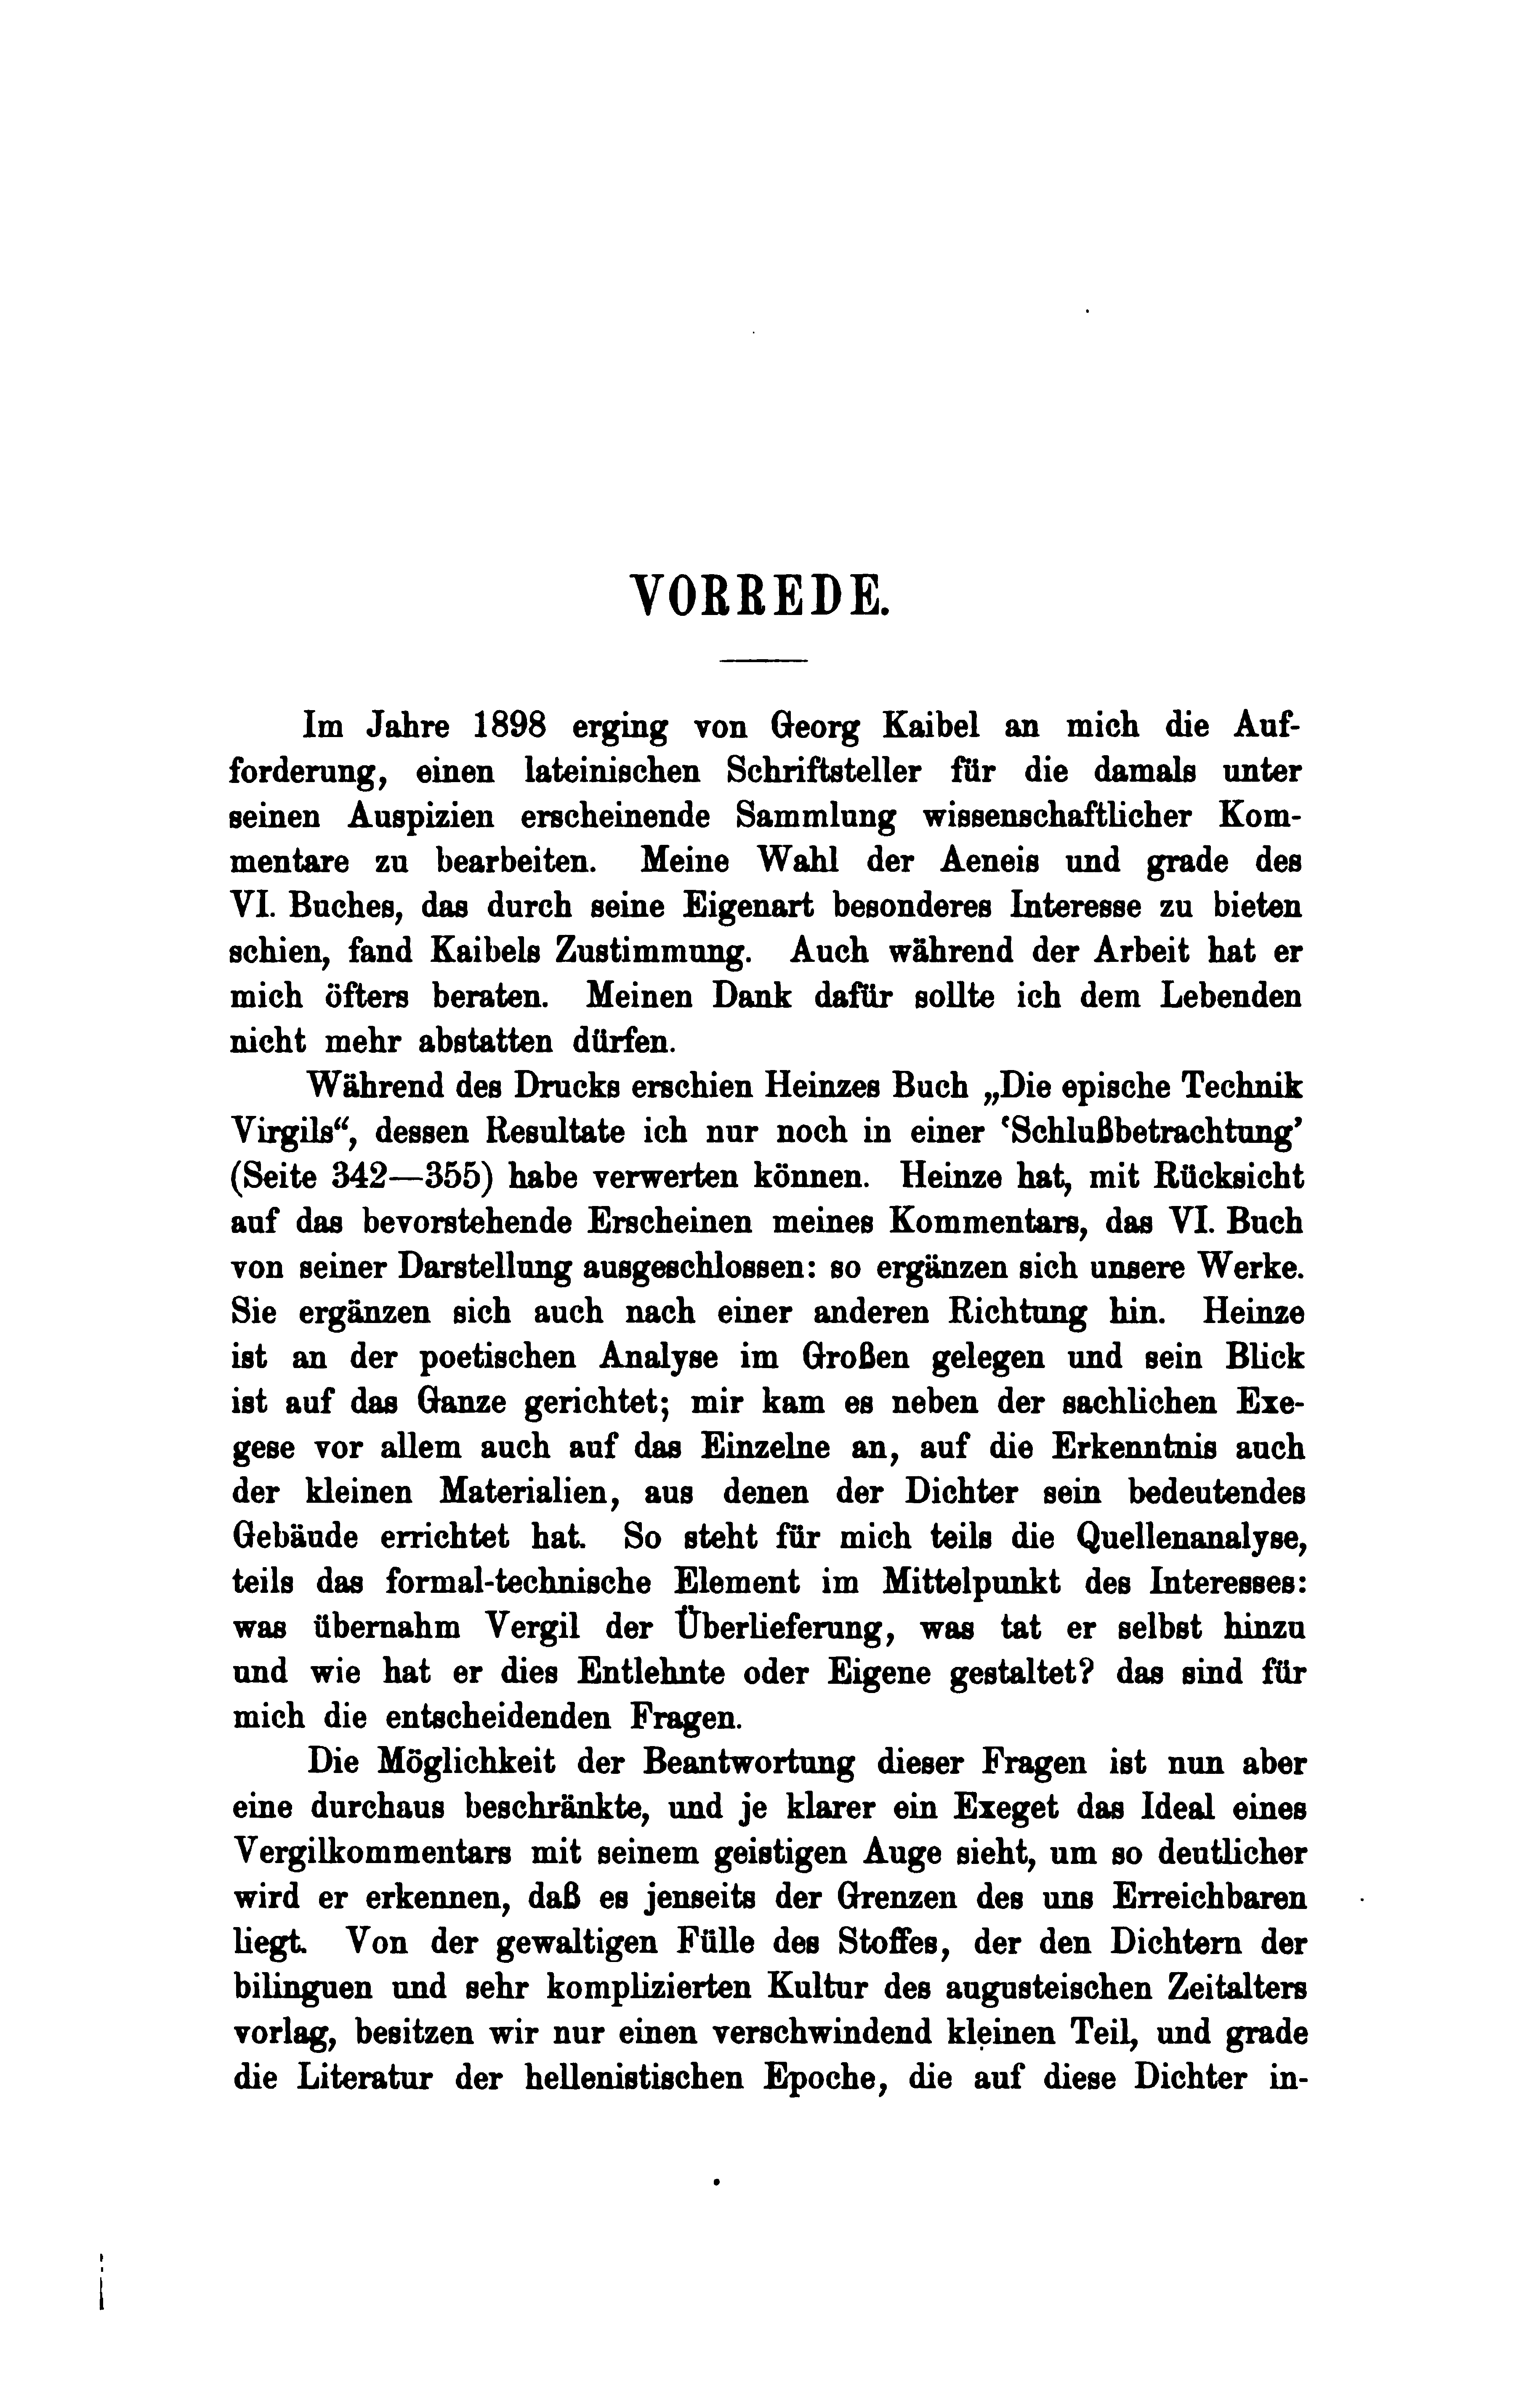 VORREDE.
Im Jahre 1898 erging von Georg Kaibel an mich die Auf-
forderung, einen lateinischen Schriftsteller für die damals unter
seinen Auspizien erscheinende Sammlung wissenschaftlicher Kom-
mentare zu bearbeiten. Meine Wahl der Aeneis und grade des
VI. Buches, das durch seine Eigenart besonderes Interesse zu bieten
schien, fand Kaibels Zustimmung. Auch während der Arbeit hat er
mich öfters beraten. Meinen Dank dafür sollte ich dem Lebenden
nicht mehr abstatten dürfen.
Während des Drucks erschien Heinzes Buch „Die epische Technik
Virgils“, dessen Resultate ich nur noch in einer ‘Schlußbetrachtung’
(Seite 342—355) habe verwerten können. Heinze hat, mit Rücksicht
auf das bevorstehende Erscheinen meines Kommentars, das VI. Buch
von seiner Darstellung ausgeschlossen: so ergänzen sich unsere Werke.
Sie ergänzen sich auch nach einer anderen Richtung hin. Heinze
ist an der poetischen Analyse im Großen gelegen und sein Blick
ist auf das Ganze gerichtet; mir kam es neben der sachlichen Exe-
gese vor allem auch auf das Einzelne an, auf die Erkenntnis auch
der kleinen Materialien, aus denen der Dichter sein bedeutendes
Gebäude errichtet hat. So steht für mich teils die Quellenanalyse,
teils das formal-technische Element im Mittelpunkt des Interesses:
was übernahm Vergil der Überlieferung, was tat er selbst hinzu
und wie hat er dies Entlehnte oder Eigene gestaltet? das sind für
mich die entscheidenden Fragen.
Die Möglichkeit der Beantwortung dieser Fragen ist nun aber
eine durchaus beschränkte, und je klarer ein Exeget das Ideal eines
Vergilkommentars mit seinem geistigen Auge sieht, um so deutlicher
wird er erkennen, daß es jenseits der Grenzen des uns Erreichbaren
liegt. Von der gewaltigen Fülle des Stoffes, der den Dichtern der
bilinguen und sehr komplizierten Kultur des augusteischen Zeitalters
vorlag, besitzen wir nur einen verschwindend kleinen Teil, und grade
die Literatur der hellenistischen Epoche, die auf diese Dichter in-